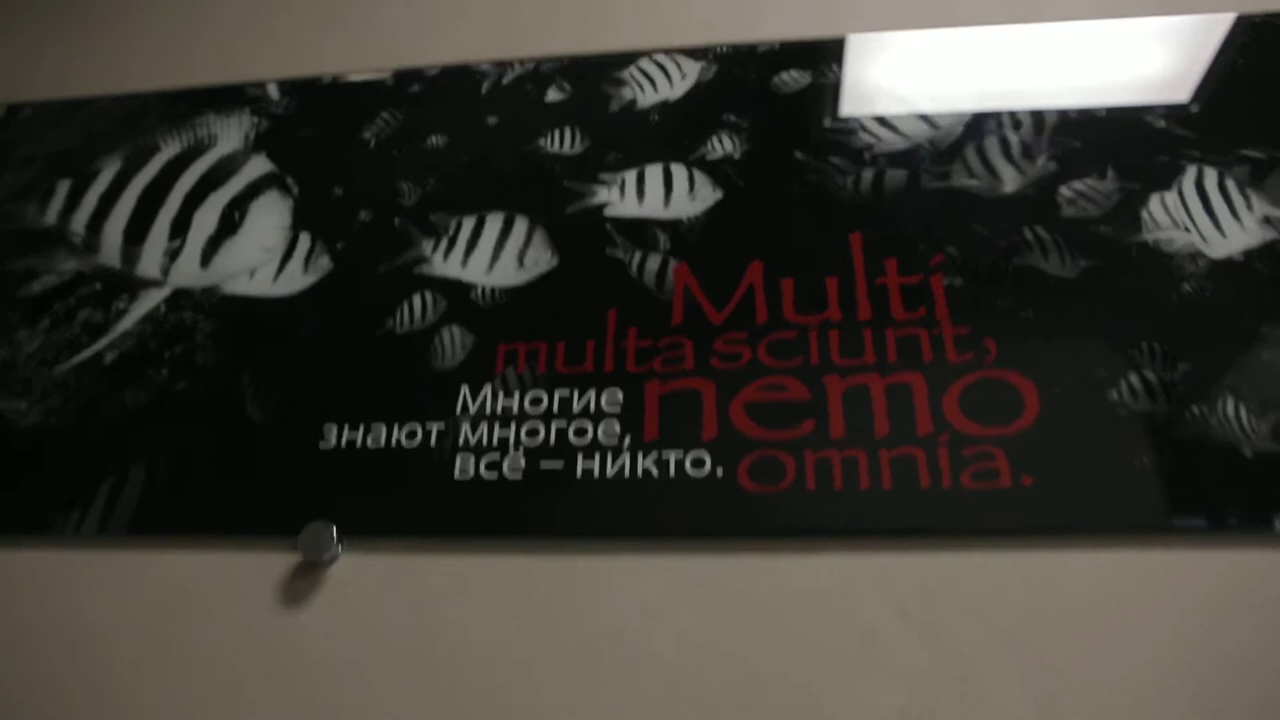 Multi
multa sciunt,
nemo
omnia.
Многие
знают многое,
всё – никто.